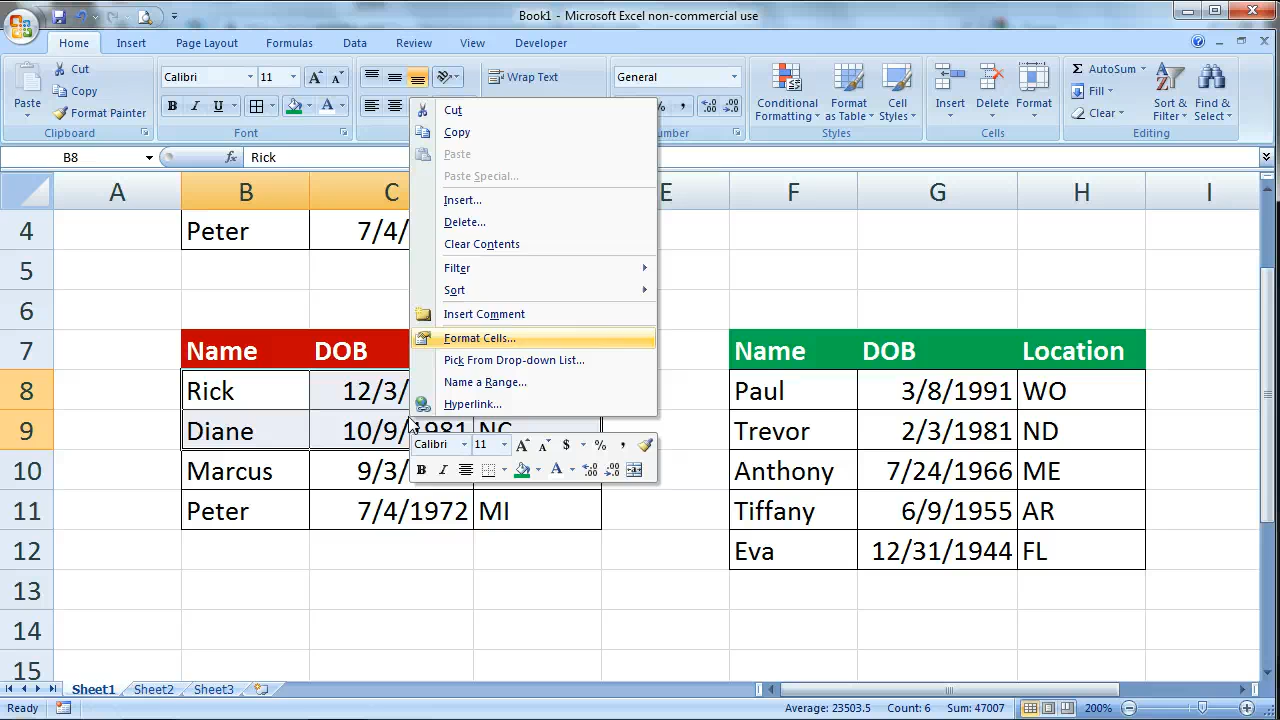 Book1 - Microsoft Excel non-commercial use
Home Insert Page Layout Formulas Data Review View Developer
Paste
Cut
Copy
Format Painter
Clipboard
Calibri 11
B I U A
Font
Wrap Text
General
% ,
umber
Conditional Formatting
Format as Table
Cell Styles
Styles
Insert Delete Format
Cells
Σ AutoSum
Fill
Clear
Sort & Filter
Find & Select
Editing
B8 fx Rick
A B C E F G H I
4 Peter 7/4/
5
6
7 Name DOB Name DOB Location
8 Rick 12/3/ Paul 3/8/1991 WO
9 Diane 10/9/1981 NC Trevor 2/3/1981 ND
10 Marcus 9/3/ Anthony 7/24/1966 ME
11 Peter 7/4/1972 MI Tiffany 6/9/1955 AR
12 Eva 12/31/1944 FL
13
14
15
Cut
Copy
Paste
Paste Special...
Insert...
Delete...
Clear Contents
Filter
Sort
Insert Comment
Format Cells...
Pick From Drop-down List...
Name a Range...
Hyperlink...
Calibri 11 A A $ % ,
B I A
Sheet1 Sheet2 Sheet3
Ready Average: 23503.5 Count: 6 Sum: 47007 200%